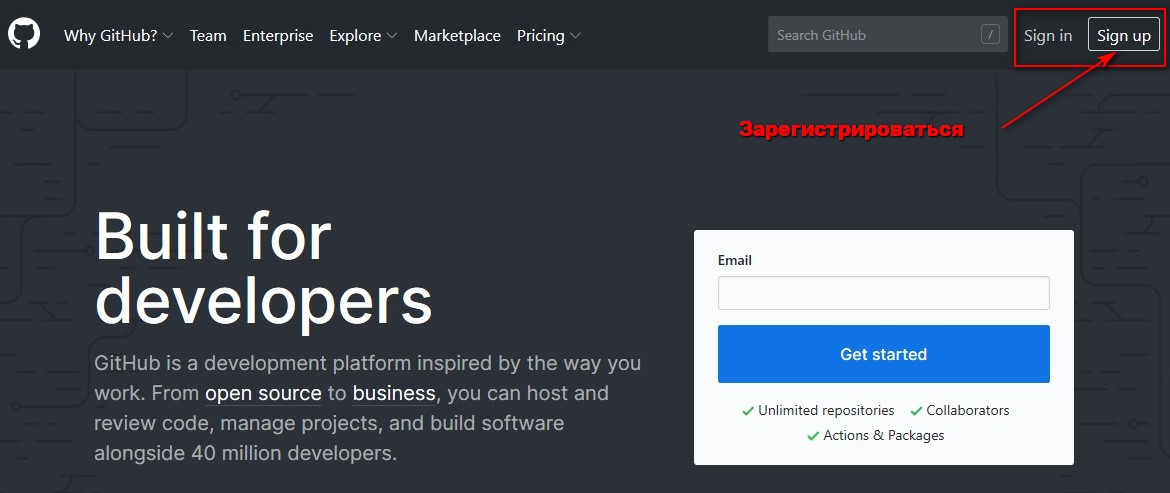 Why GitHub? Team Enterprise Explore Marketplace Pricing Search GitHub / Sign in Sign up
Зарегистрироваться
Built for
developers
GitHub is a development platform inspired by the way you
work. From open source to business, you can host and
review code, manage projects, and build software
alongside 40 million developers.
Email
Get started
Unlimited repositories Collaborators
Actions & Packages